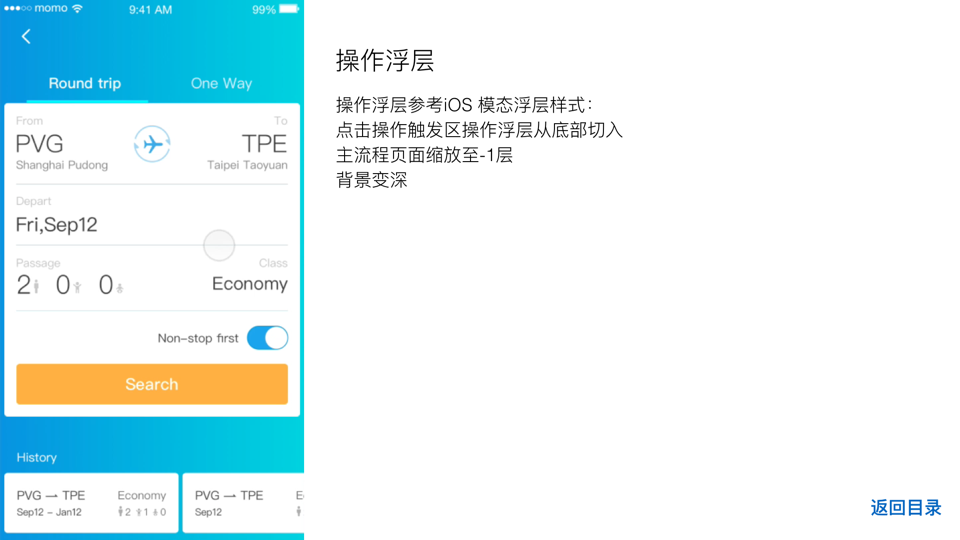 momo 9:41 AM 99%
Round trip One Way
From To
PVG TPE
Shanghai Pudong Taipei Taoyuan
Depart
Fri,Sep12
Passage Class
2 0 0 Economy
Non-stop first
Search
History
PVG → TPE Economy
Sep12 - Jan12 2 1 0
PVG → TPE
Sep12
操作浮层
操作浮层参考iOS 模态浮层样式:
点击操作触发区操作浮层从底部切入
主流程页面缩放至-1层
背景变深
返回目录